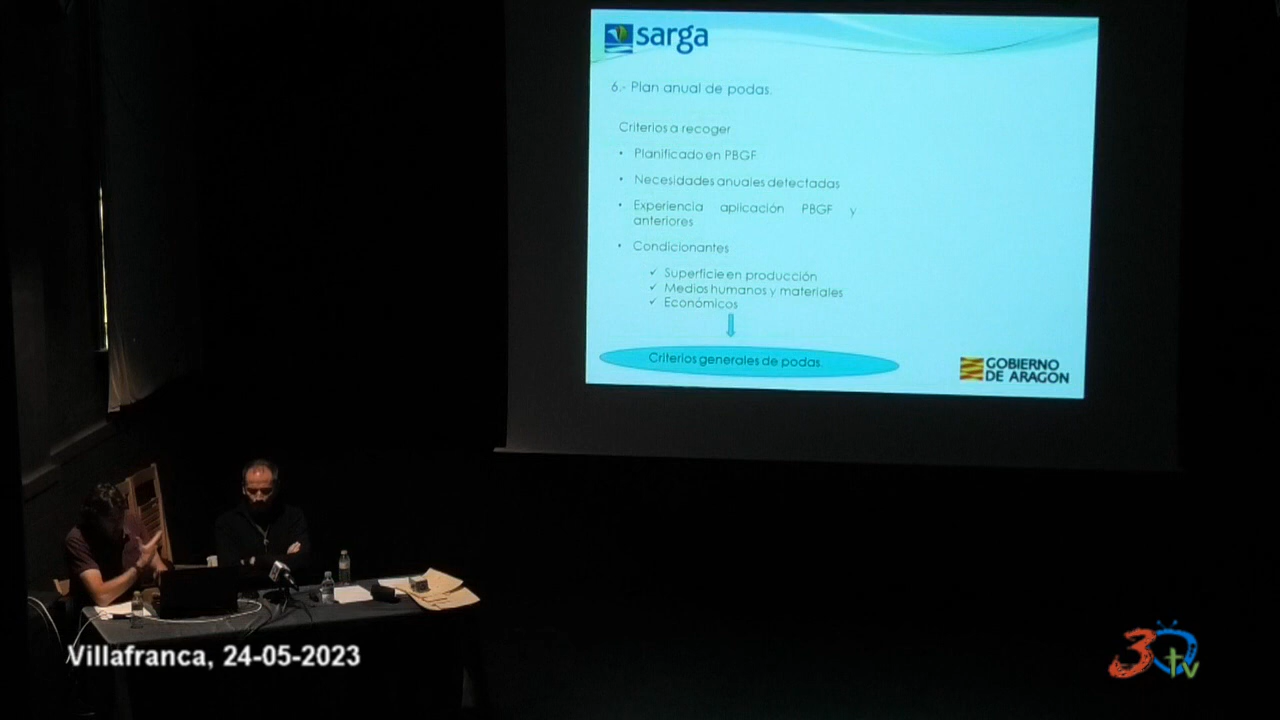 sarga
6.- Plan anual de podas.
Criterios a recoger
• Planificado en PBGF
• Necesidades anuales detectadas
• Experiencia aplicación PBGF y
anteriores
• Condicionantes
✓ Superficie en producción
✓ Medios humanos y materiales
✓ Económicos
Criterios generales de podas.
GOBIERNO
DE ARAGON
Villafranca, 24-05-2023
30tv